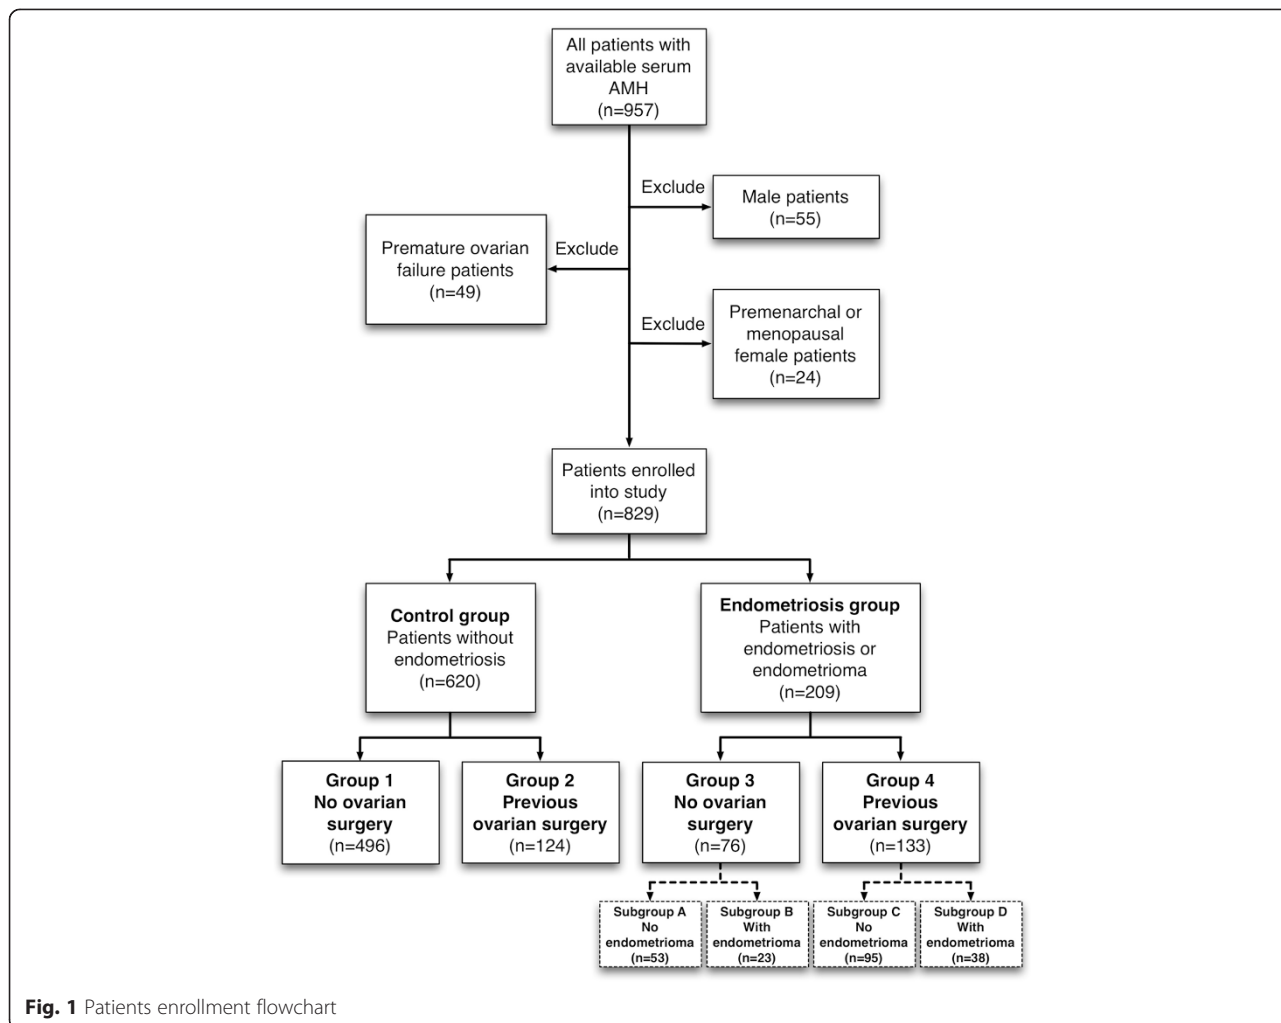 All patients with
available serum
AMH
(n=957)
Exclude
Male patients
(n=55)
Premature ovarian
failure patients
(n=49)
Exclude
Exclude
Premenarchal or
menopausal
female patients
(n=24)
Patients enrolled
into study
(n=829)
Control group
Patients without
endometriosis
(n=620)
Endometriosis group
Patients with
endometriosis or
endometrioma
(n=209)
Group 1
No ovarian
surgery
(n=496)
Group 2
Previous
ovarian surgery
(n=124)
Group 3
No ovarian
surgery
(n=76)
Group 4
Previous
ovarian surgery
(n=133)
Subgroup A
No
endometrioma
(n=53)
Subgroup B
With
endometrioma
(n=23)
Subgroup C
No
endometrioma
(n=95)
Subgroup D
With
endometrioma
(n=38)
Fig. 1 Patients enrollment flowchart